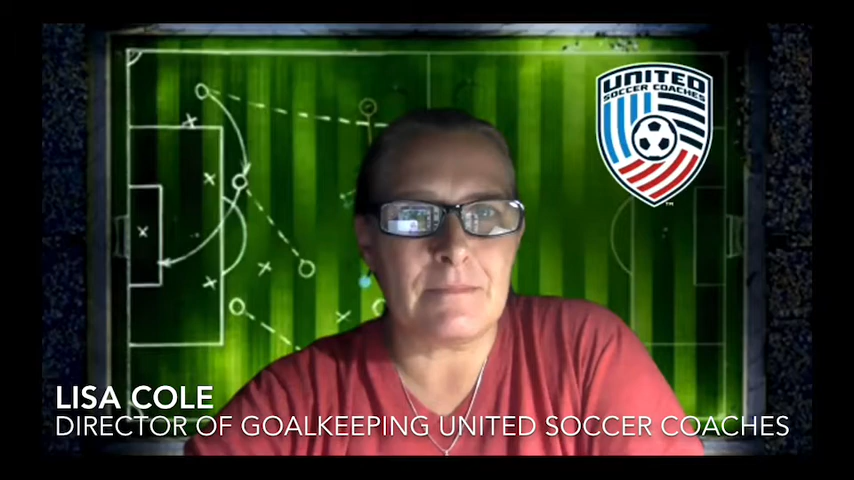 UNITED
SOCCER COACHES
LISA COLE
DIRECTOR OF GOALKEEPING UNITED SOCCER COACHES